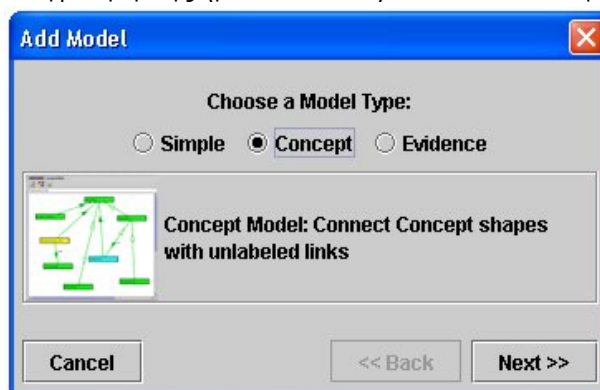 Add Model
Choose a Model Type:
Simple Concept Evidence
Concept Model: Connect Concept shapes
with unlabeled links
Cancel << Back Next >>